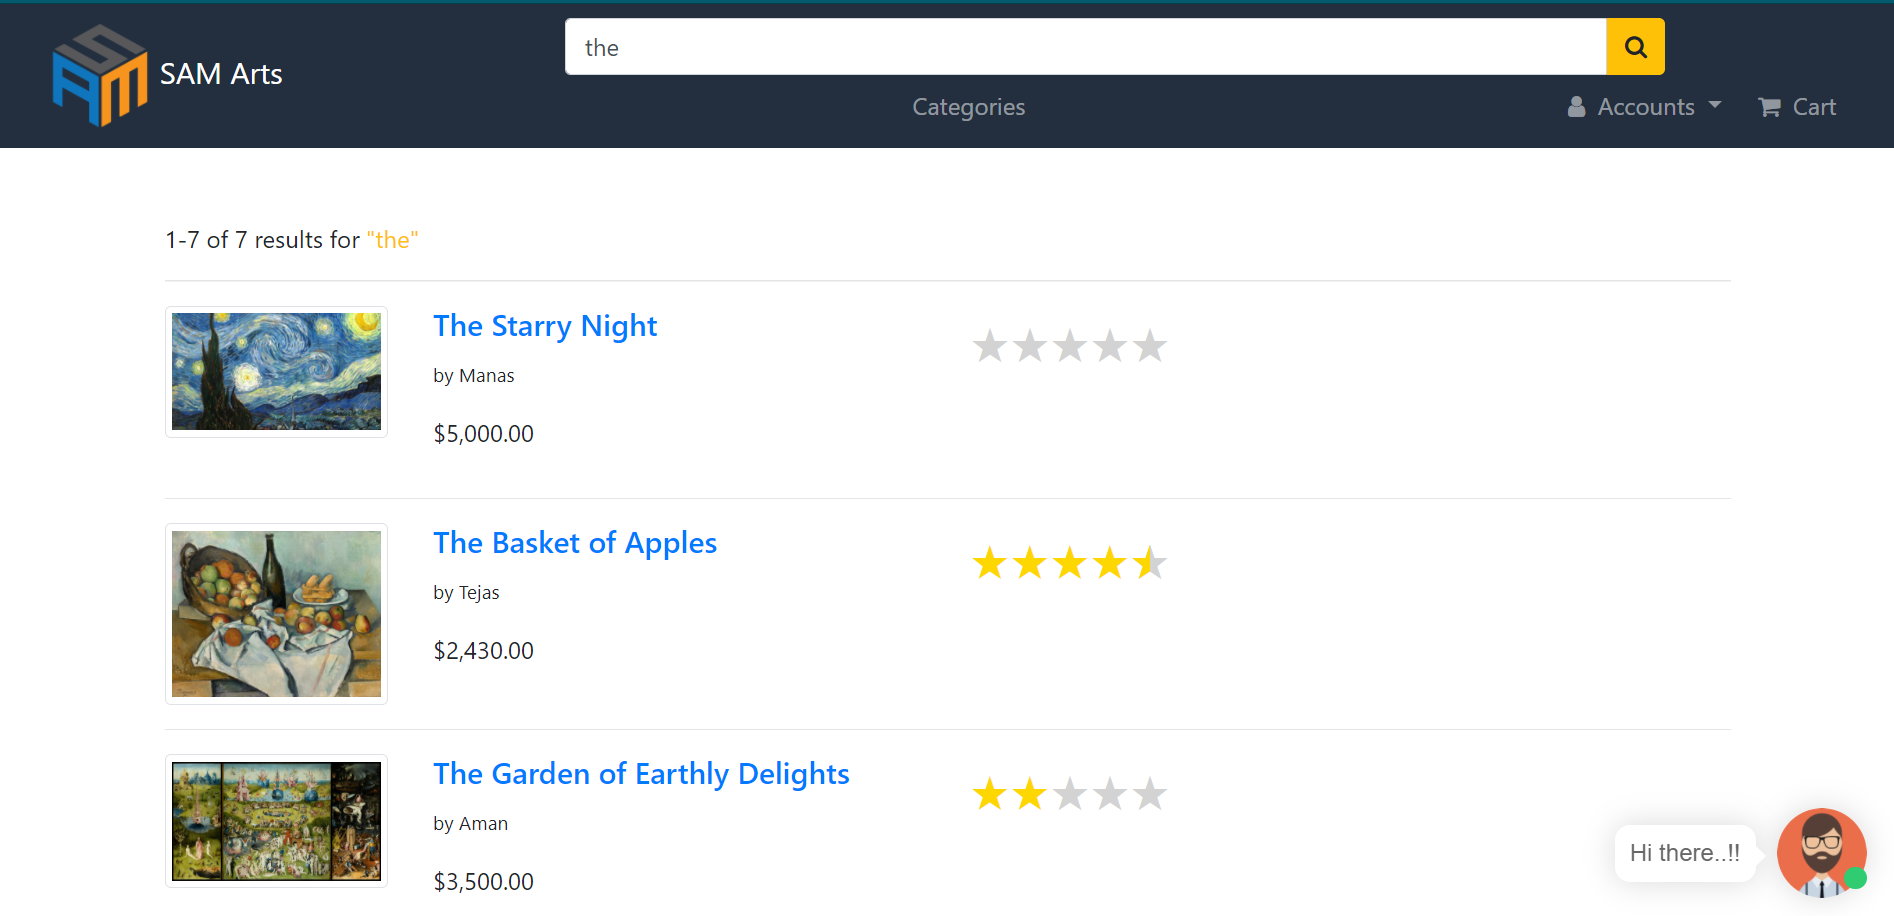 the
SAM Arts
Categories
Accounts
Cart
1-7 of 7 results for "the"
The Starry Night
by Manas
$5,000.00
The Basket of Apples
by Tejas
$2,430.00
The Garden of Earthly Delights
by Aman
$3,500.00
Hi there..!!